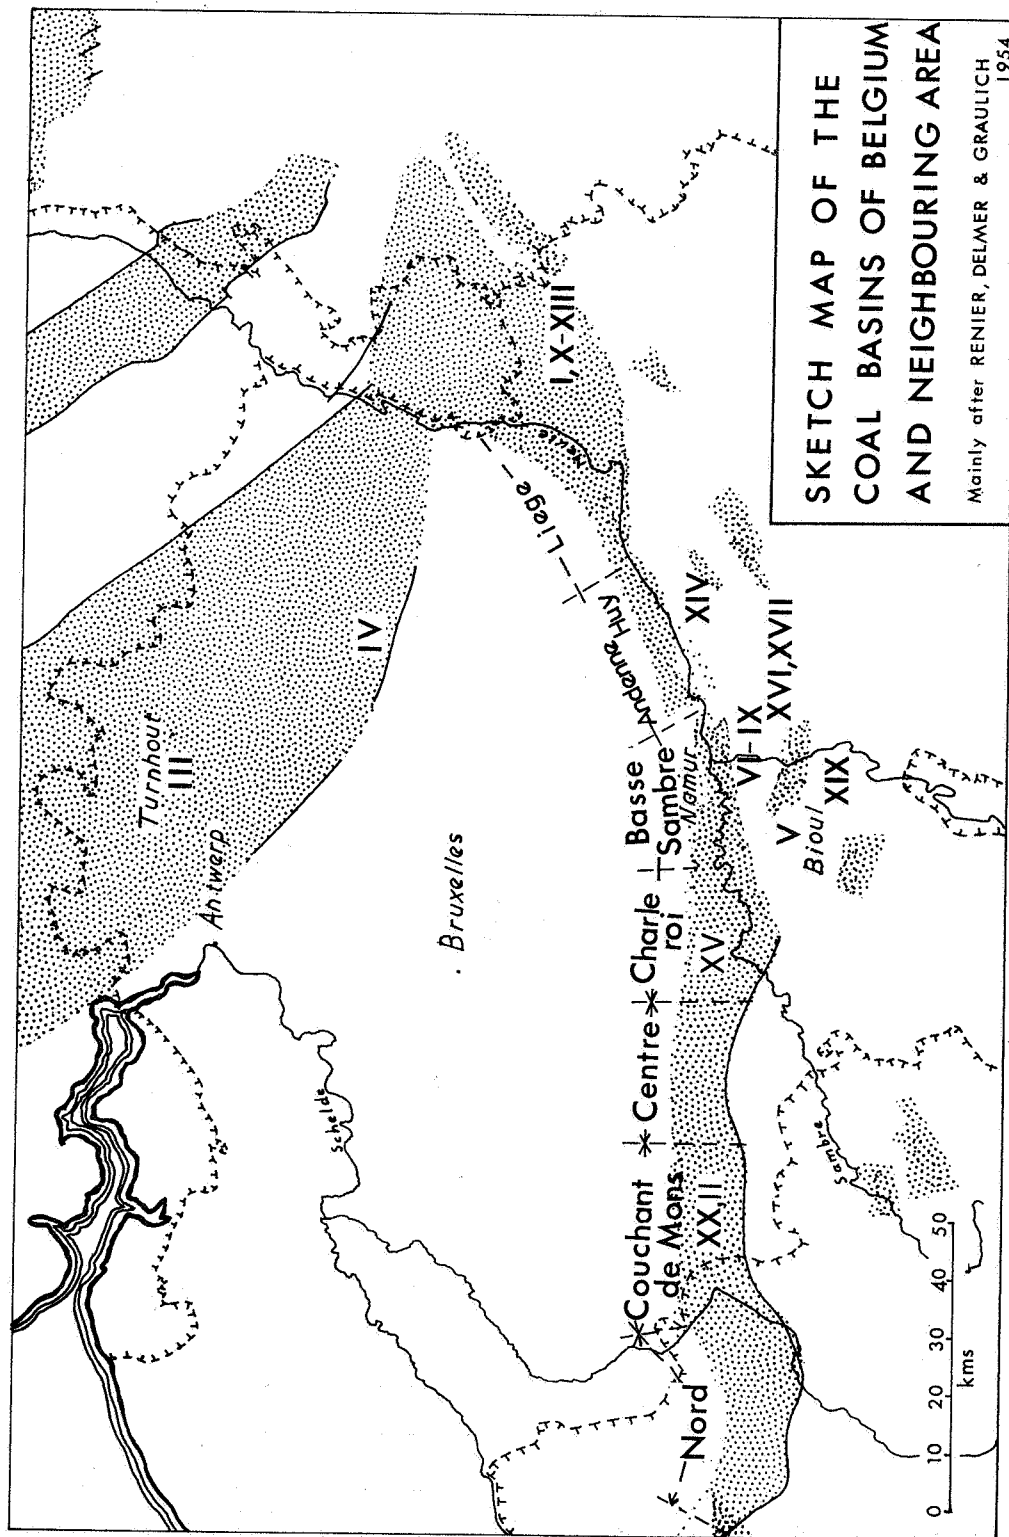 SKETCH MAP OF THE
COAL BASINS OF BELGIUM
AND NEIGHBOURING AREA
Mainly after RENIER, DELMER & GRAULICH
1954
Turnhout
III
Antwerp
IV
Bruxelles
Schelde
Meuse
I, X-XIII
Liege
Andenne Huy
XIV
Basse
Sambre
Namur
VI-IX
XVI, XVII
V
Bioul
XIX
Charle
roi
XV
Centre
Couchant
de Mons
XX, II
Sambre
Nord
0 10 20 30 40 50
kms